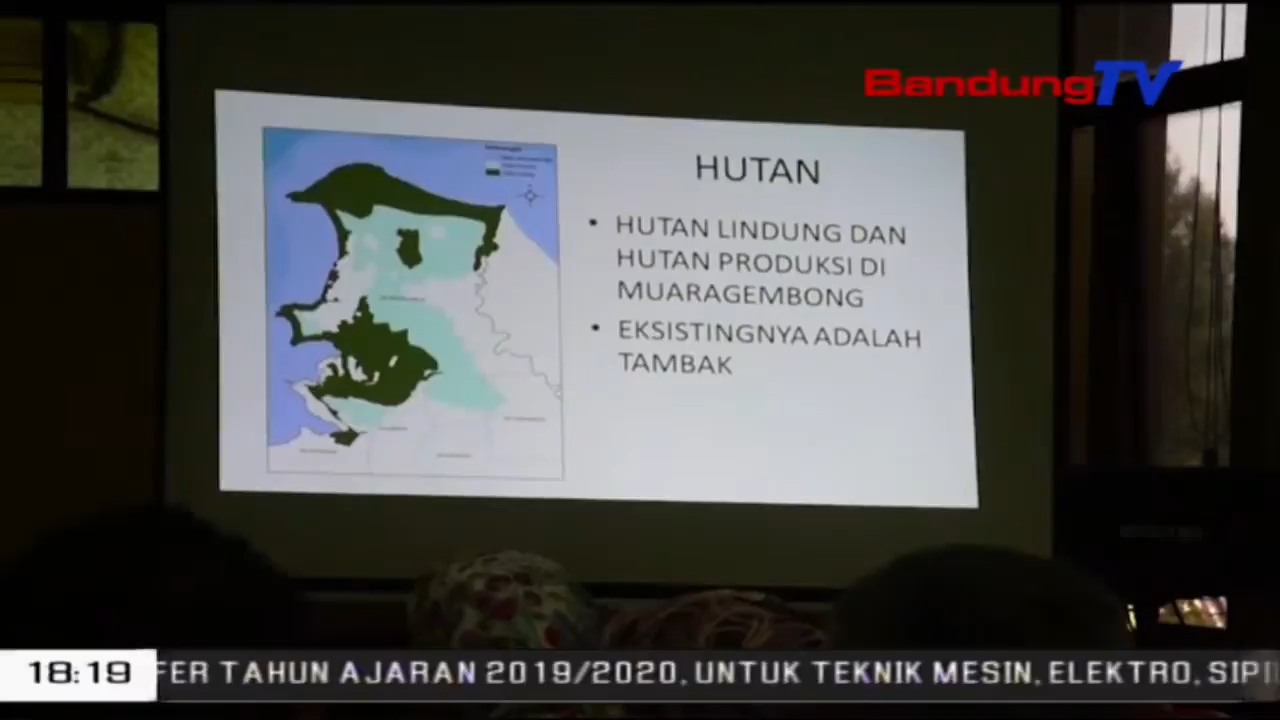 BandungTV
HUTAN
• HUTAN LINDUNG DAN
HUTAN PRODUKSI DI
MUARAGEMBONG
• EKSISTINGNYA ADALAH
TAMBAK
18:19
FER TAHUN AJARAN 2019/2020, UNTUK TEKNIK MESIN, ELEKTRO, SIPI